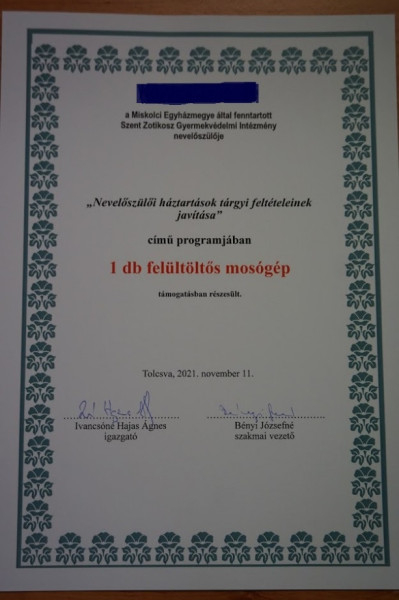 a Miskolci Egyházmegye által fenntartott
Szent Zotikosz Gyermekvédelmi Intézmény
nevelőszülője
„Nevelőszülői háztartások tárgyi feltételeinek
javítása”
című programjában
1 db felültöltős mosógép
támogatásban részesült.
Tolcsva, 2021. november 11.
Ivancsóné Hajas Ágnes
igazgató
Bényi Józsefné
szakmai vezető